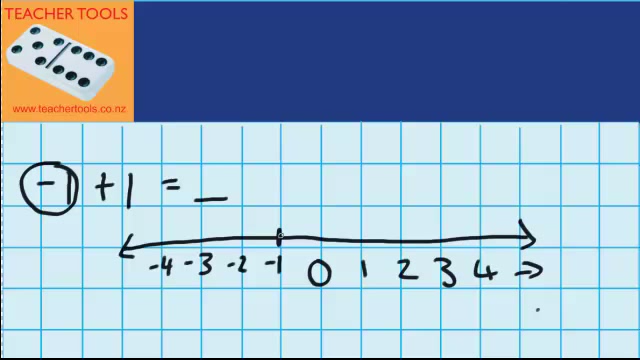 TEACHER TOOLS
www.teachertools.co.nz
-1 +1 = _
-4 -3 -2 -1 0 1 2 3 4 →